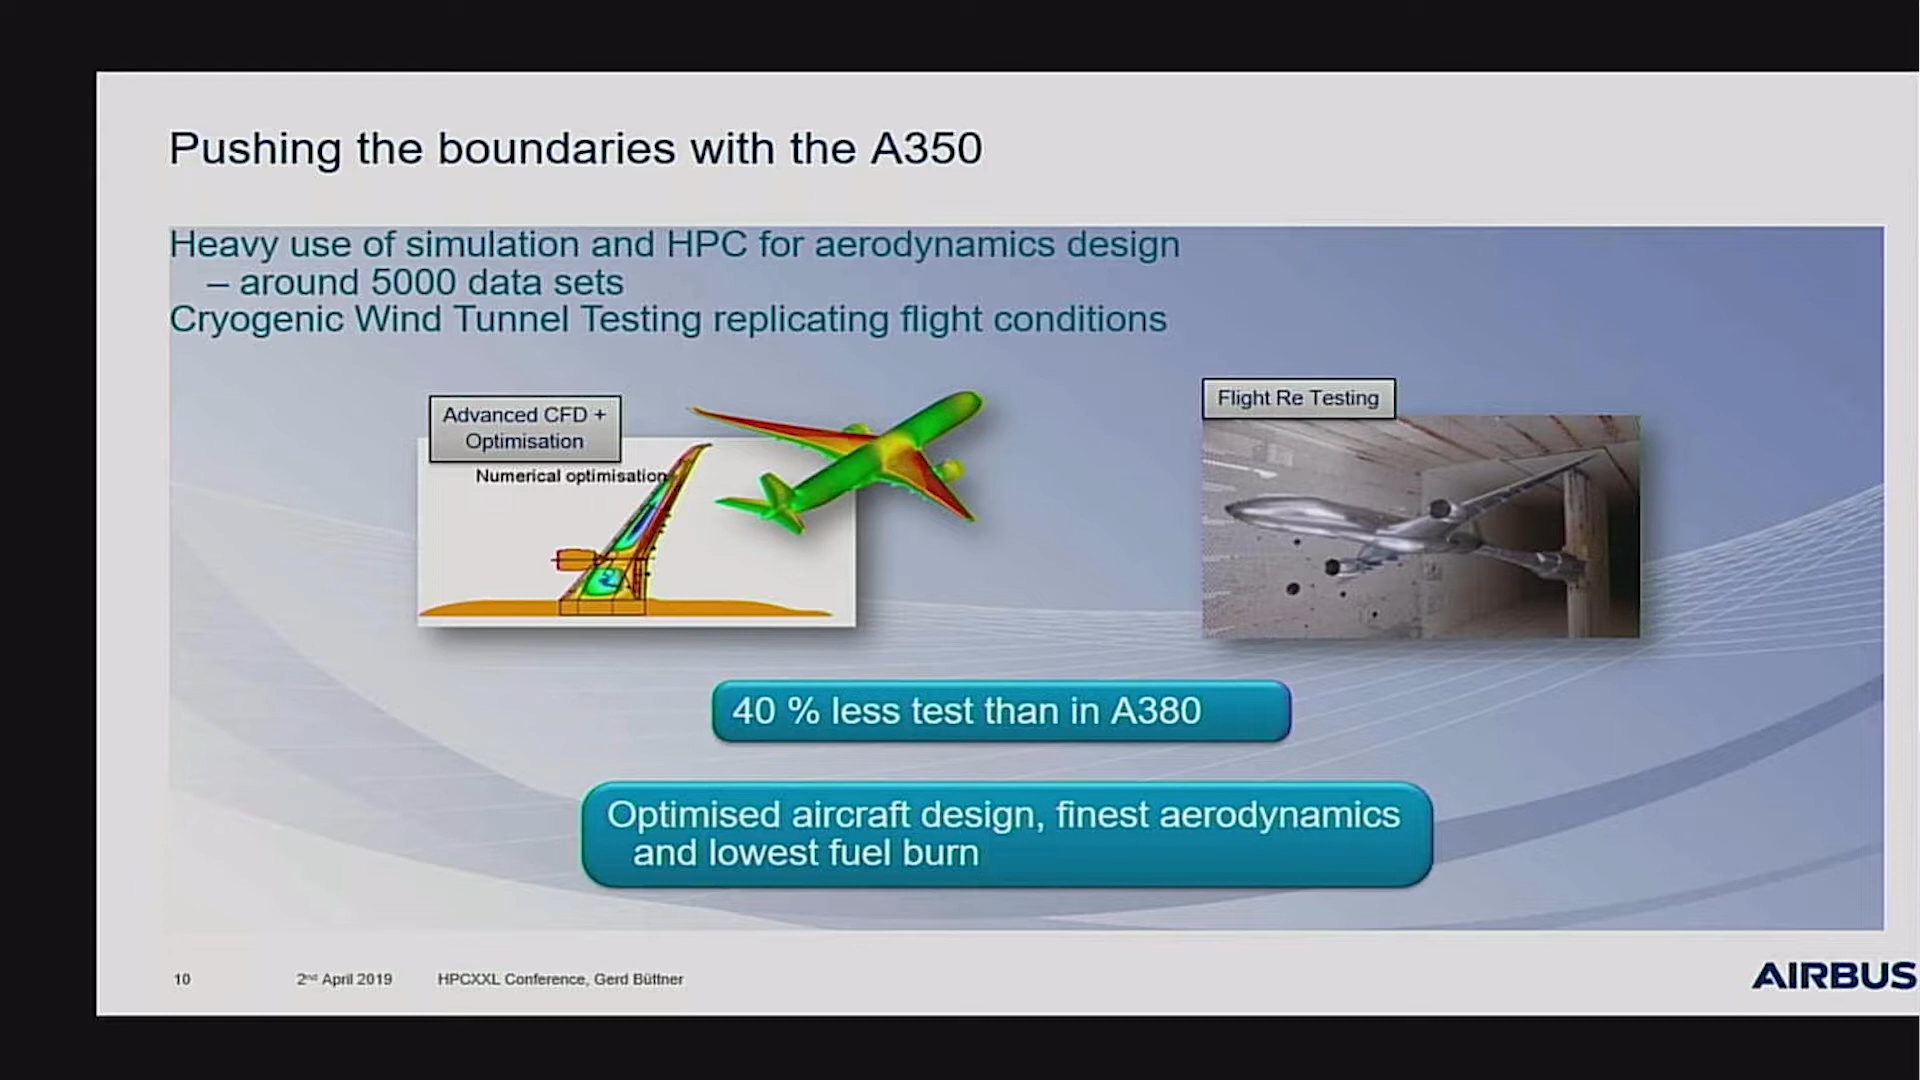 Pushing the boundaries with the A350
Heavy use of simulation and HPC for aerodynamics design
– around 5000 data sets
Cryogenic Wind Tunnel Testing replicating flight conditions
Advanced CFD +
Optimisation
Numerical optimisation
Flight Re Testing
40 % less test than in A380
Optimised aircraft design, finest aerodynamics
and lowest fuel burn
10
2nd April 2019
HPCXXL Conference, Gerd Büttner
AIRBUS